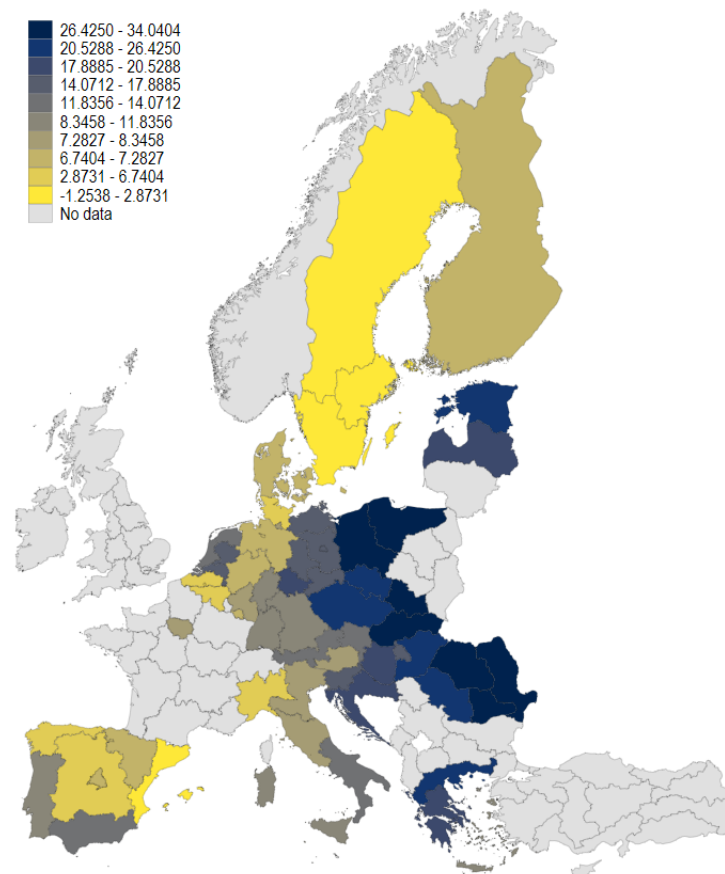 26.4250 - 34.0404
20.5288 - 26.4250
17.8885 - 20.5288
14.0712 - 17.8885
11.8356 - 14.0712
8.3458 - 11.8356
7.2827 - 8.3458
6.7404 - 7.2827
2.8731 - 6.7404
-1.2538 - 2.8731
No data